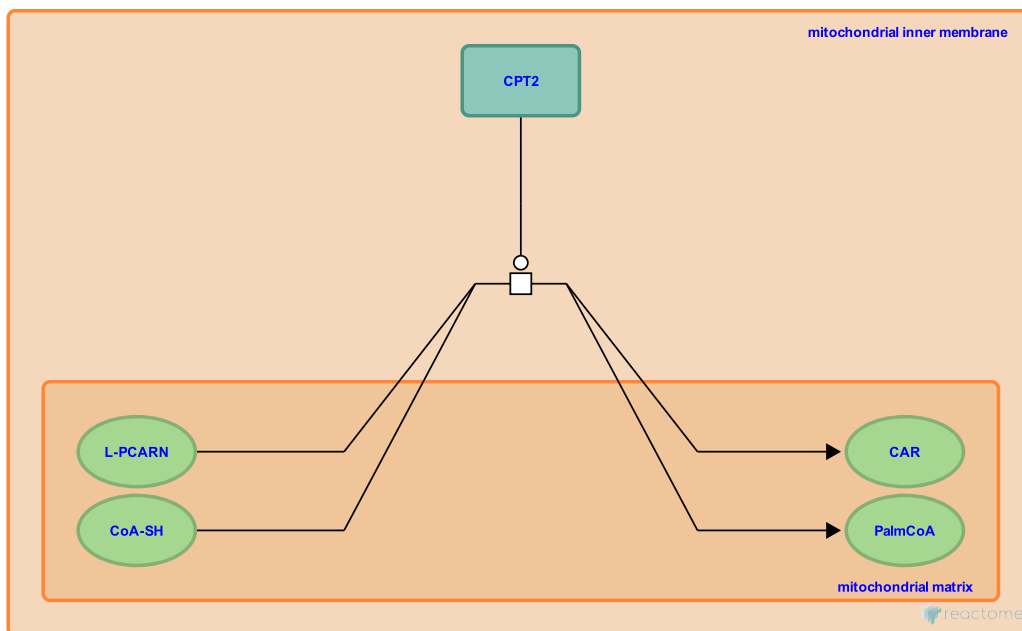 mitochondrial inner membrane
CPT2
L-PCARN
CAR
CoA-SH
PalmCoA
mitochondrial matrix
reactome